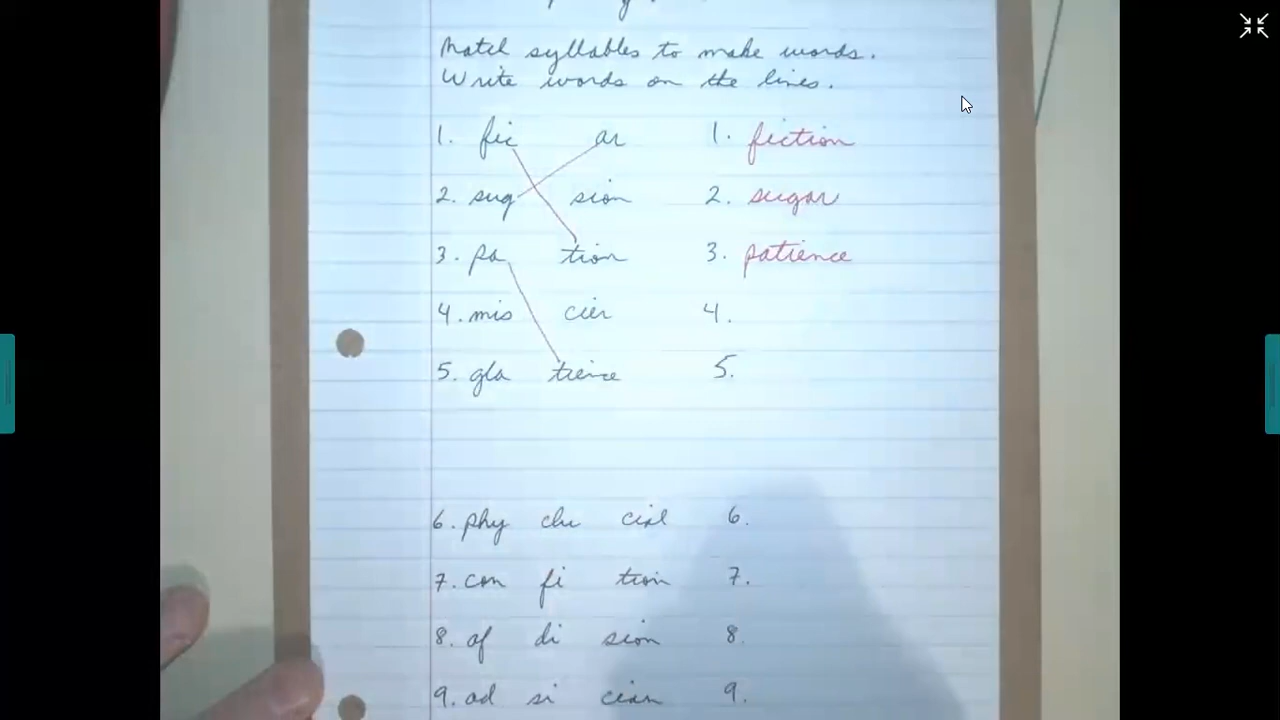 Match syllables to make words.
Write words on the lines.
1. fic ar 1. fiction
2. sug sion 2. sugar
3. pa tion 3. patience
4. mis cier 4.
5. gla tience 5.
6. phy clu cial 6.
7. con fi tion 7.
8. af di sion 8.
9. ad si cian 9.